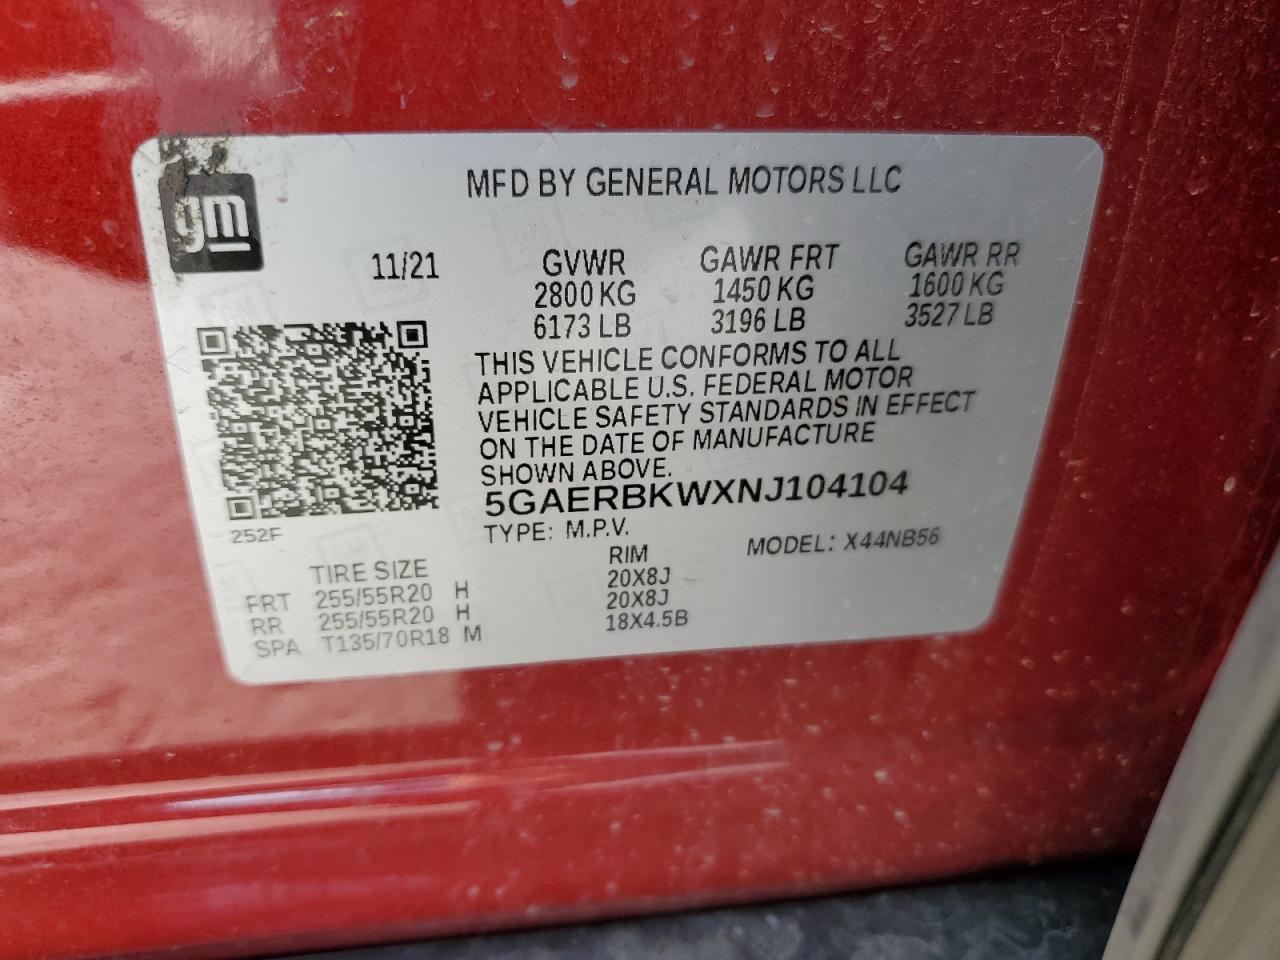 MFD BY GENERAL MOTORS LLC
gm
11/21
GVWR GAWR FRT GAWR RR
2800 KG 1450 KG 1600 KG
6173 LB 3196 LB 3527 LB
THIS VEHICLE CONFORMS TO ALL
APPLICABLE U.S. FEDERAL MOTOR
VEHICLE SAFETY STANDARDS IN EFFECT
ON THE DATE OF MANUFACTURE
SHOWN ABOVE.
5GAERBKWXNJ104104
252F
TYPE: M.P.V. MODEL: X44NB56
TIRE SIZE RIM
FRT 255/55R20 H 20X8J
RR 255/55R20 H 20X8J
SPA T135/70R18 M 18X4.5B